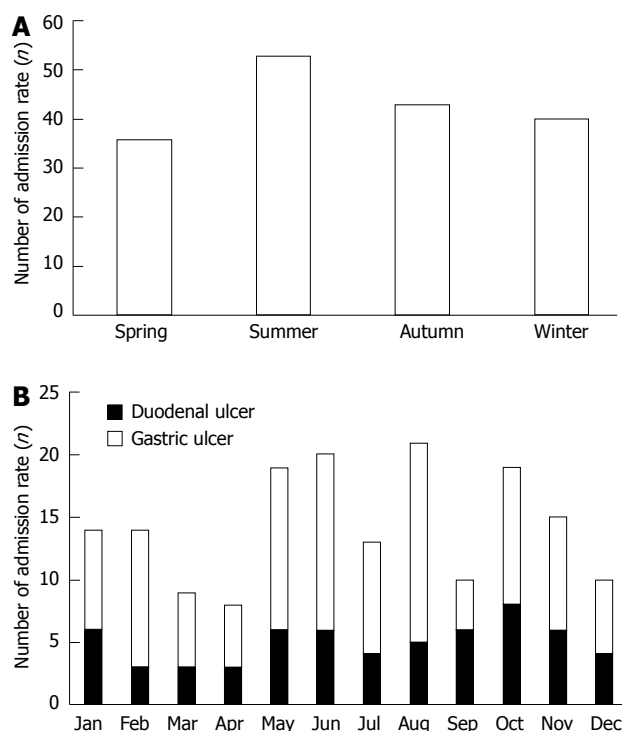 A
Number of admission rate (n)
60
50
40
30
20
10
0
Spring Summer Autumn Winter
B
Number of admission rate (n)
25
20
15
10
5
0
Duodenal ulcer
Gastric ulcer
Jan Feb Mar Apr May Jun Jul Aug Sep Oct Nov Dec